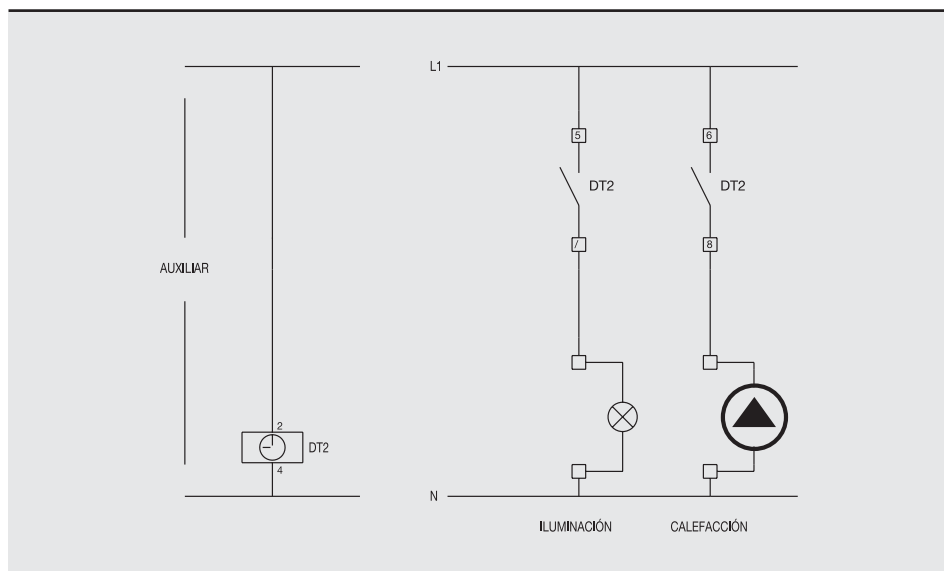 L1
5
6
DT2
DT2
/
8
AUXILIAR
2
DT2
4
N
ILUMINACIÓN
CALEFACCIÓN